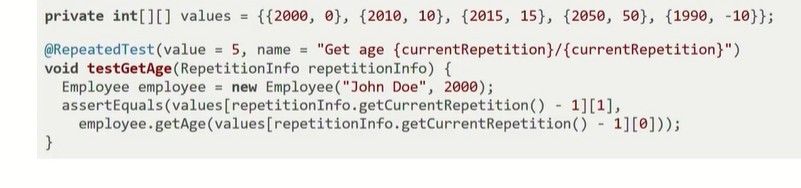 private int[][] values = {{2000, 0}, {2010, 10}, {2015, 15}, {2050, 50}, {1990, -10}};
@RepeatedTest(value = 5, name = "Get age {currentRepetition}/{currentRepetition}")
void testGetAge(RepetitionInfo repetitionInfo) {
Employee employee = new Employee("John Doe", 2000);
assertEquals(values[repetitionInfo.getCurrentRepetition() - 1][1],
employee.getAge(values[repetitionInfo.getCurrentRepetition() - 1][0]));
}